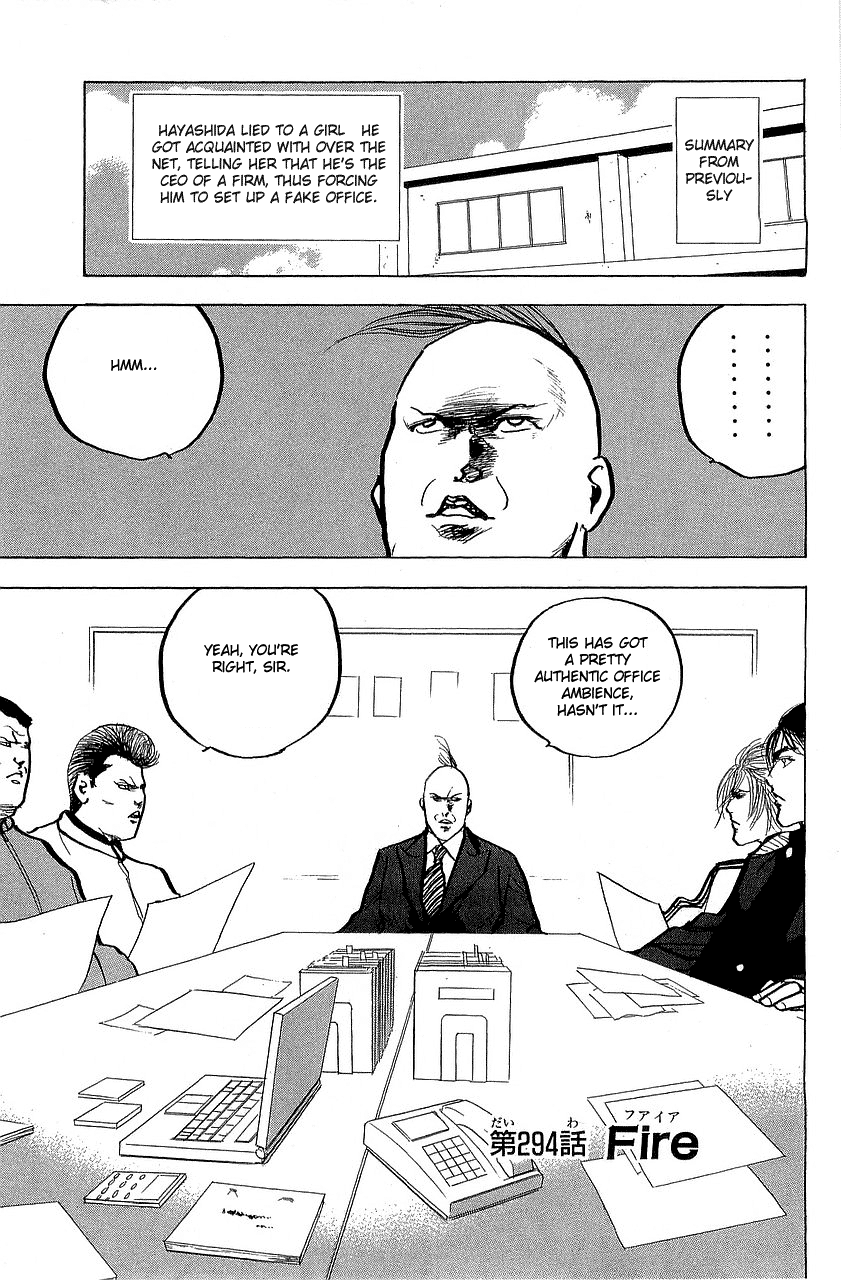 SUMMARY
FROM
PREVIOU-
SLY
HAYASHIDA LIED TO A GIRL HE
GOT ACQUAINTED WITH OVER THE
NET, TELLING HER THAT HE'S THE
CEO OF A FIRM, THUS FORCING
HIM TO SET UP A FAKE OFFICE.
HMM...
THIS HAS GOT
A PRETTY
AUTHENTIC OFFICE
AMBIENCE,
HASN'T IT...
YEAH, YOU'RE
RIGHT, SIR.
だい わ
第294話
ファイア
Fire